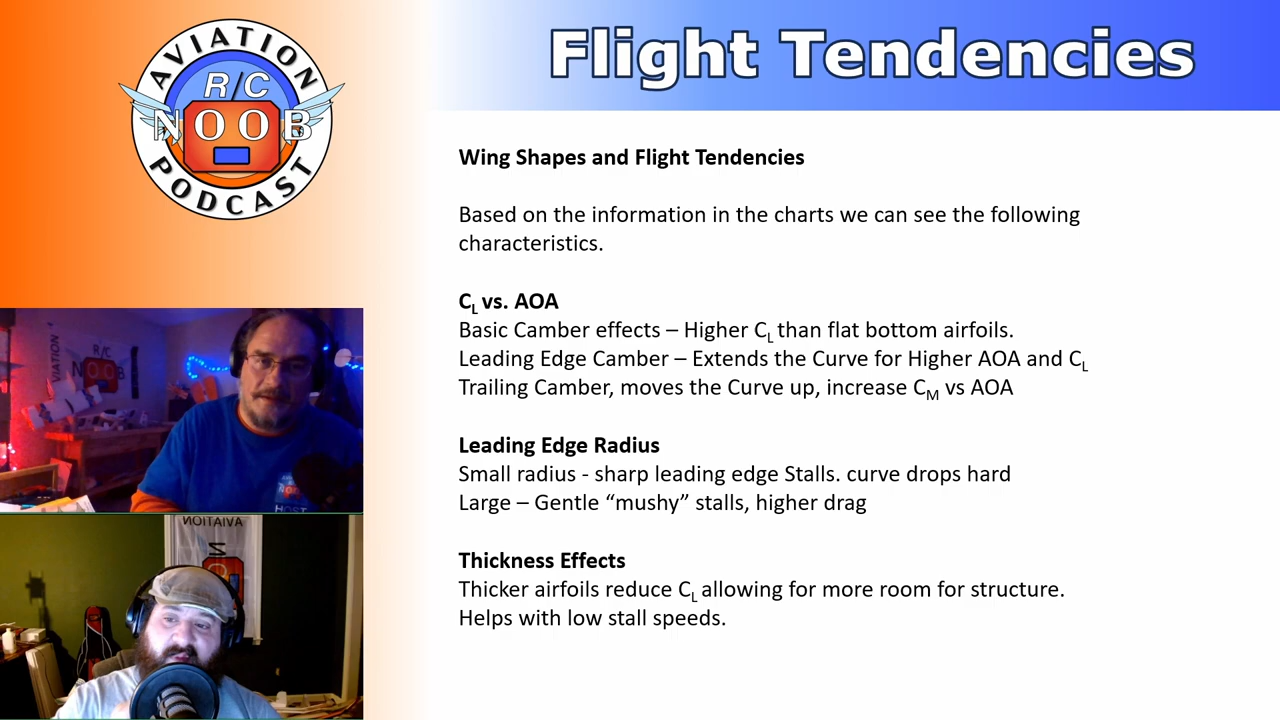 AVIATION
R/C
NOOB
PODCAST
Flight Tendencies
Wing Shapes and Flight Tendencies
Based on the information in the charts we can see the following
characteristics.
CL vs. AOA
Basic Camber effects – Higher CL than flat bottom airfoils.
Leading Edge Camber – Extends the Curve for Higher AOA and CL
Trailing Camber, moves the Curve up, increase CM vs AOA
Leading Edge Radius
Small radius - sharp leading edge Stalls. curve drops hard
Large – Gentle “mushy” stalls, higher drag
Thickness Effects
Thicker airfoils reduce CL allowing for more room for structure.
Helps with low stall speeds.
VIATION
R/C
NOOB
NOOB
HOST
AVIATION